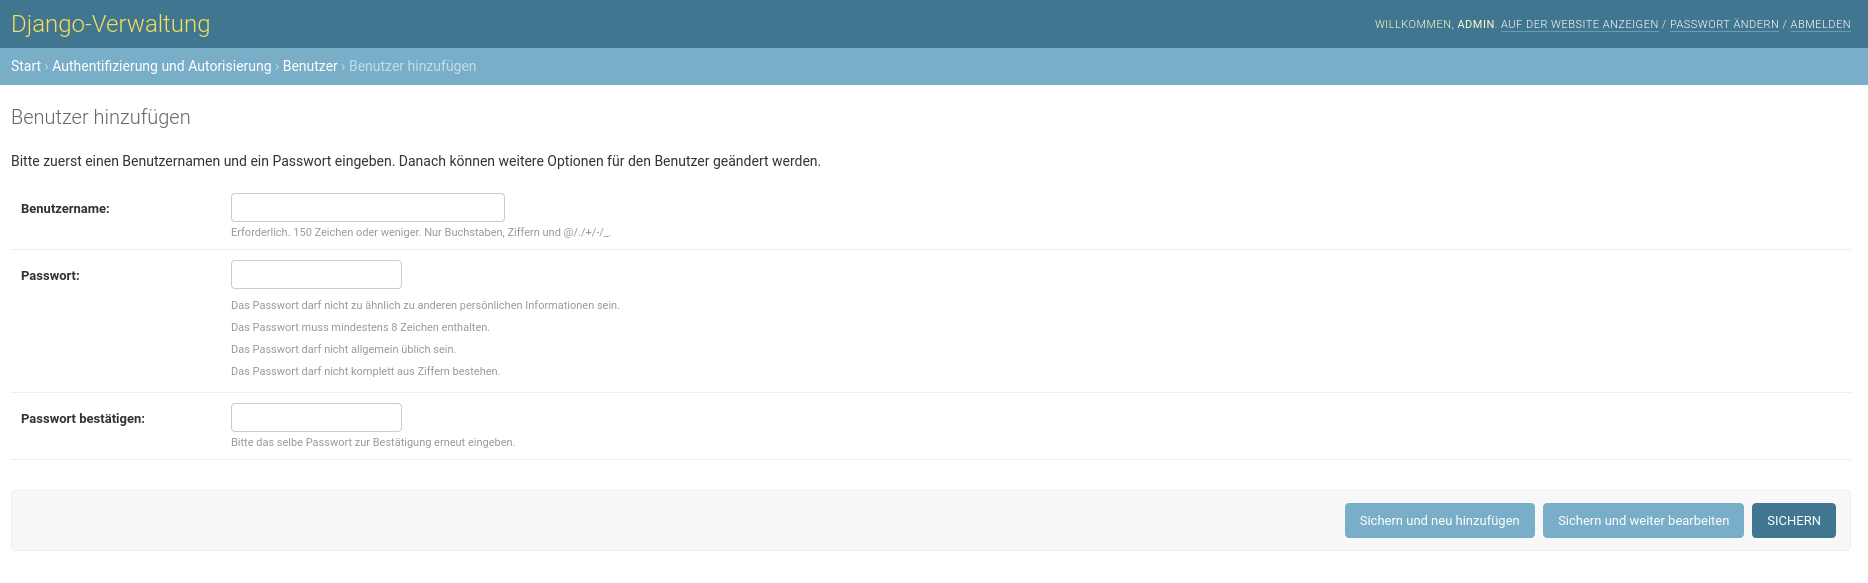 Django-Verwaltung
WILLKOMMEN, ADMIN. AUF DER WEBSITE ANZEIGEN / PASSWORT ÄNDERN / ABMELDEN
Start › Authentifizierung und Autorisierung › Benutzer › Benutzer hinzufügen
Benutzer hinzufügen
Bitte zuerst einen Benutzernamen und ein Passwort eingeben. Danach können weitere Optionen für den Benutzer geändert werden.
Benutzername:
Erforderlich. 150 Zeichen oder weniger. Nur Buchstaben, Ziffern und @/./+/-/_.
Passwort:
Das Passwort darf nicht zu ähnlich zu anderen persönlichen Informationen sein.
Das Passwort muss mindestens 8 Zeichen enthalten.
Das Passwort darf nicht allgemein üblich sein.
Das Passwort darf nicht komplett aus Ziffern bestehen.
Passwort bestätigen:
Bitte das selbe Passwort zur Bestätigung erneut eingeben.
Sichern und neu hinzufügen
Sichern und weiter bearbeiten
SICHERN